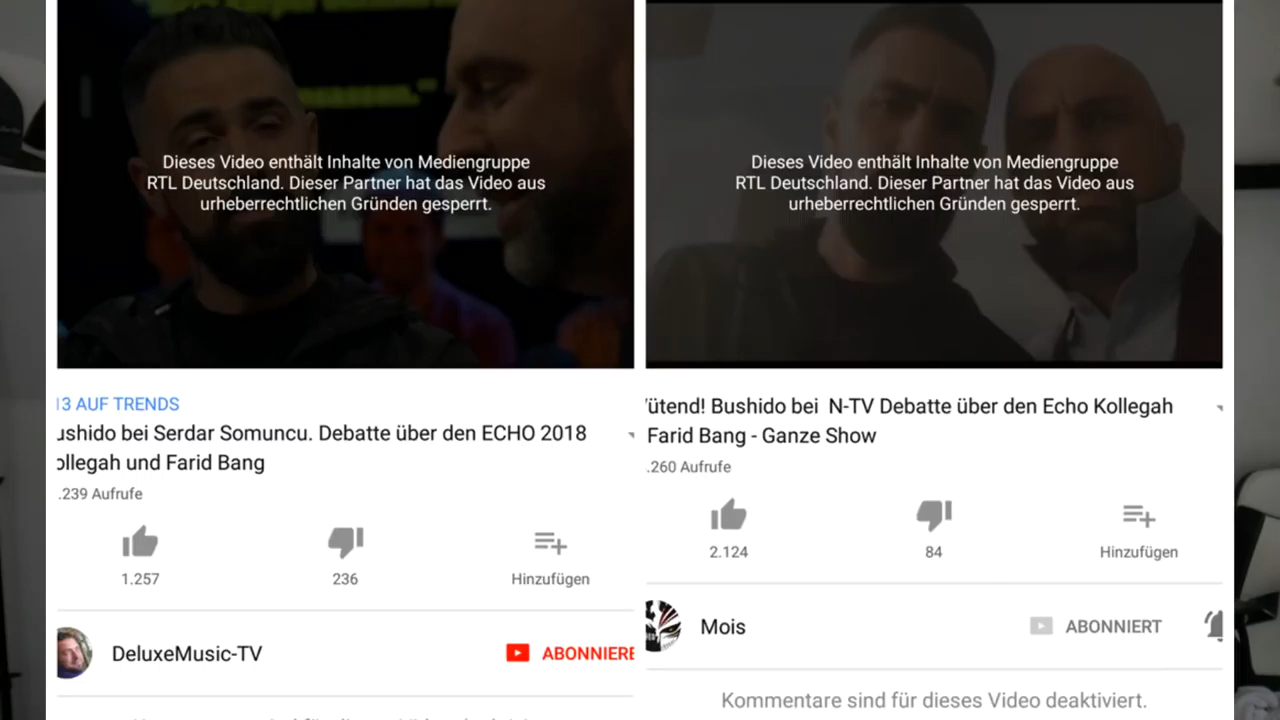 Dieses Video enthält Inhalte von Mediengruppe
RTL Deutschland. Dieser Partner hat das Video aus
urheberrechtlichen Gründen gesperrt.
13 AUF TRENDS
ushido bei Serdar Somuncu. Debatte über den ECHO 2018
ollegah und Farid Bang
.239 Aufrufe
1.257
236
Hinzufügen
DeluxeMusic-TV
ABONNIERE
Dieses Video enthält Inhalte von Mediengruppe
RTL Deutschland. Dieser Partner hat das Video aus
urheberrechtlichen Gründen gesperrt.
ütend! Bushido bei N-TV Debatte über den Echo Kollegah
Farid Bang - Ganze Show
.260 Aufrufe
2.124
84
Hinzufügen
Mois
ABONNIERT
Kommentare sind für dieses Video deaktiviert.